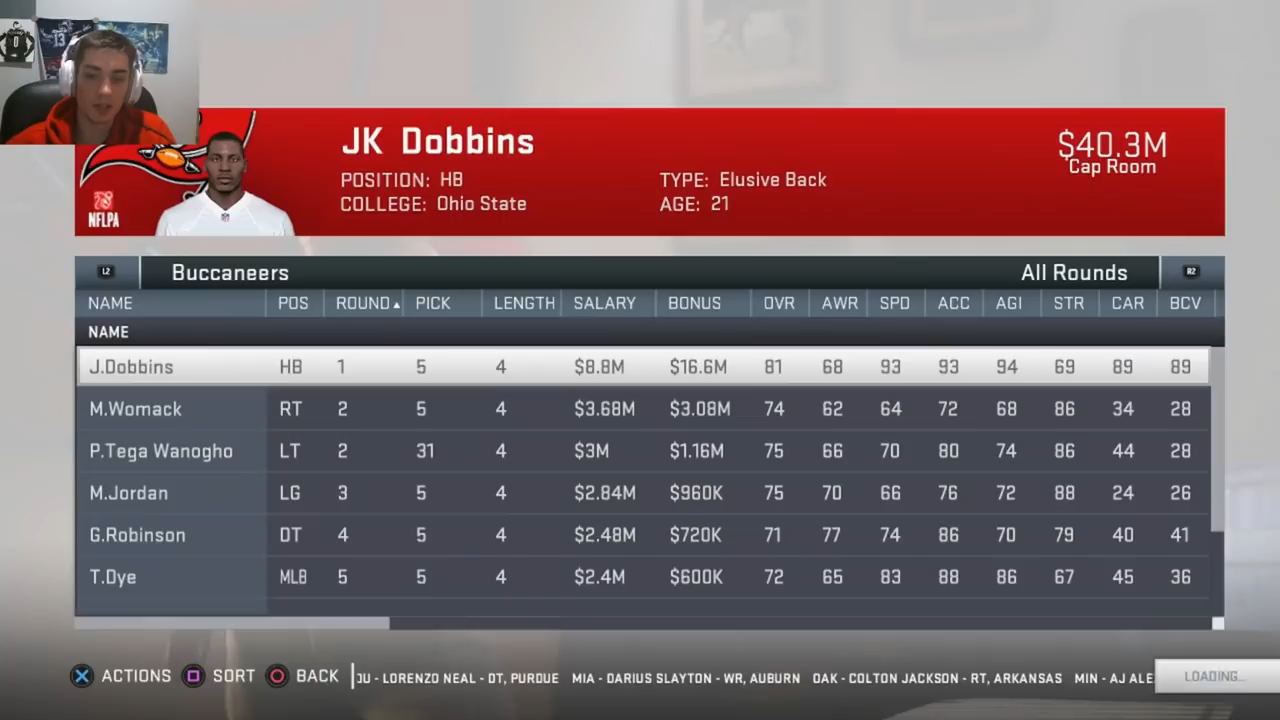 JK Dobbins
POSITION: HB
COLLEGE: Ohio State
TYPE: Elusive Back
AGE: 21
$40.3M
Cap Room
NFLPA
13
0
L2 Buccaneers All Rounds R2
NAME POS ROUND PICK LENGTH SALARY BONUS OVR AWR SPD ACC AGI STR CAR BCV
NAME
J.Dobbins HB 1 5 4 $8.8M $16.6M 81 68 93 93 94 69 89 89
M.Womack RT 2 5 4 $3.68M $3.08M 74 62 64 72 68 86 34 28
P.Tega Wanogho LT 2 31 4 $3M $1.16M 75 66 70 80 74 86 44 28
M.Jordan LG 3 5 4 $2.84M $960K 75 70 66 76 72 88 24 26
G.Robinson DT 4 5 4 $2.48M $720K 71 77 74 86 70 79 40 41
T.Dye MLB 5 5 4 $2.4M $600K 72 65 83 88 86 67 45 36
ACTIONS SORT BACK JU - LORENZO NEAL - DT, PURDUE MIA - DARIUS SLAYTON - WR, AUBURN OAK - COLTON JACKSON - RT, ARKANSAS MIN - AJ ALE LOADING...